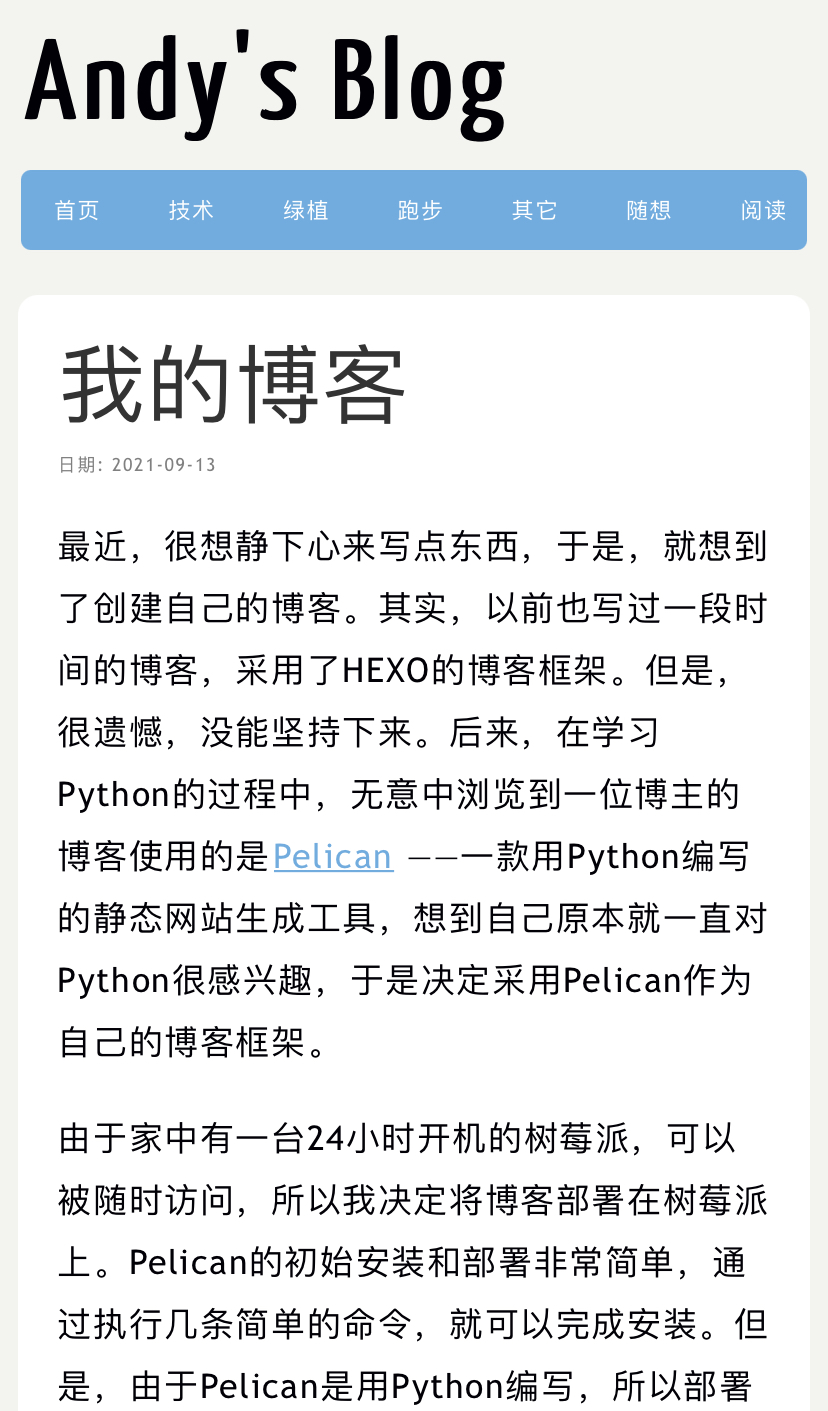 Andy's Blog
首页 技术 绿植 跑步 其它 随想 阅读
我的博客
日期: 2021-09-13
最近，很想静下心来写点东西，于是，就想到
了创建自己的博客。其实，以前也写过一段时
间的博客，采用了HEXO的博客框架。但是，
很遗憾，没能坚持下来。后来，在学习
Python的过程中，无意中浏览到一位博主的
博客使用的是Pelican ——一款用Python编写
的静态网站生成工具，想到自己原本就一直对
Python很感兴趣，于是决定采用Pelican作为
自己的博客框架。
由于家中有一台24小时开机的树莓派，可以
被随时访问，所以我决定将博客部署在树莓派
上。Pelican的初始安装和部署非常简单，通
过执行几条简单的命令，就可以完成安装。但
是，由于Pelican是用Python编写，所以部署